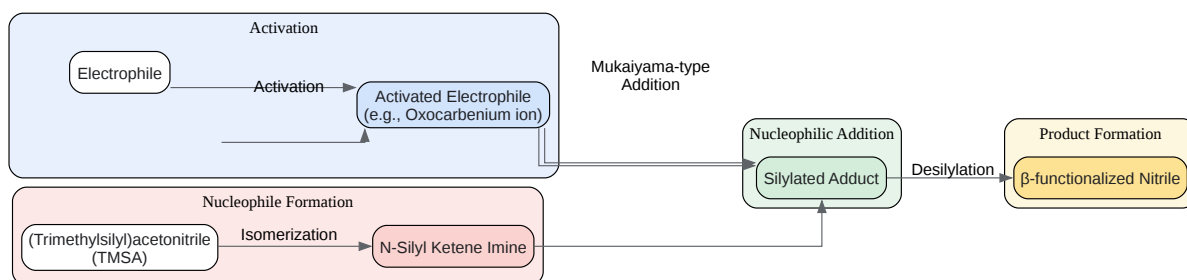 Activation
Electrophile
Activation
Activated Electrophile
(e.g., Oxocarbenium ion)
Mukaiyama-type
Addition
Nucleophile Formation
(Trimethylsilyl)acetonitrile
(TMSA)
Isomerization
N-Silyl Ketene Imine
Nucleophilic Addition
Silylated Adduct
Desilylation
Product Formation
β-functionalized Nitrile